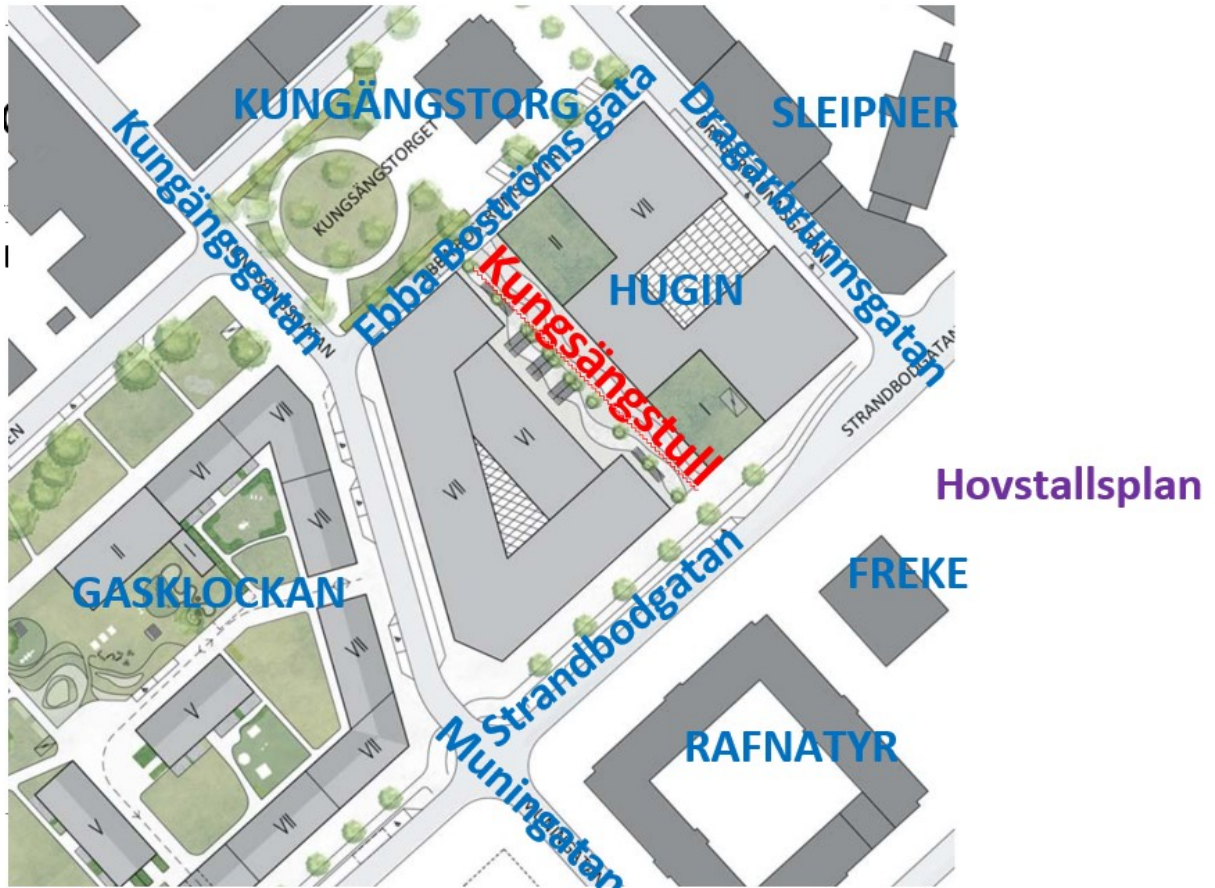 KUNGÄNGSTORG
SLEIPNER
Kungängsgatan
KUNGSÄNGSTORGET
Ebba Boströms gata
Dragarbrunnsgatan
VII
II
HUGIN
Kungsängstull
I
STRANDBODGATAN
VI
VII
Hovstallsplan
VII
VI
VII
II
I
GASKLOCKAN
FREKE
VII
V
VII
Strandbodgatan
RAFNATYR
Muningatan
V
VII